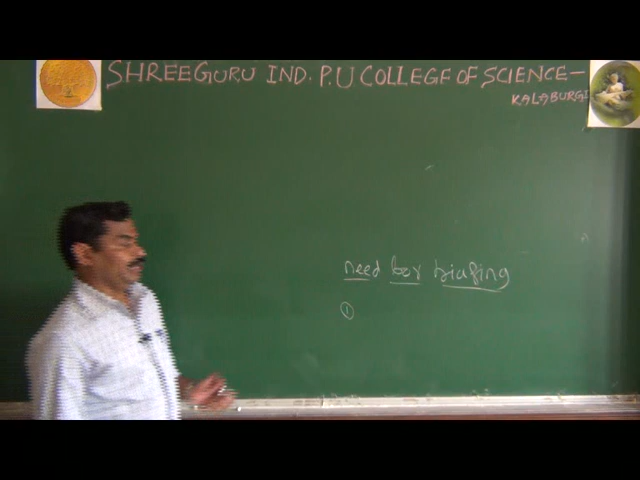 SHREEGURU IND. P.U COLLEGE OF SCIENCE-
KALABURGI
need for biasing
①